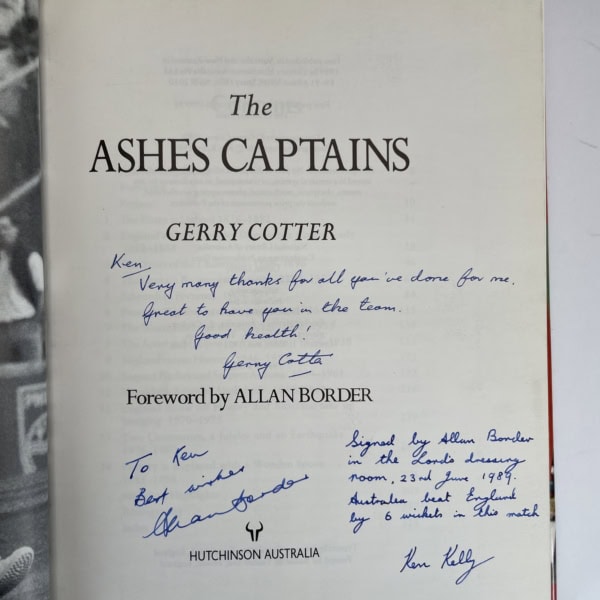 The
ASHES CAPTAINS
GERRY COTTER
Ken
Very many thanks for all you've done for me.
Great to have you in the team.
Good health!
Gerry Cotter
Foreword by ALLAN BORDER
To Ken
Best wishes
Allan Border
Signed by Allan Border
in the Lord's dressing
room, 23rd June 1989.
Australia beat England
by 6 wickets in this match
Ken Kelly
HUTCHINSON AUSTRALIA